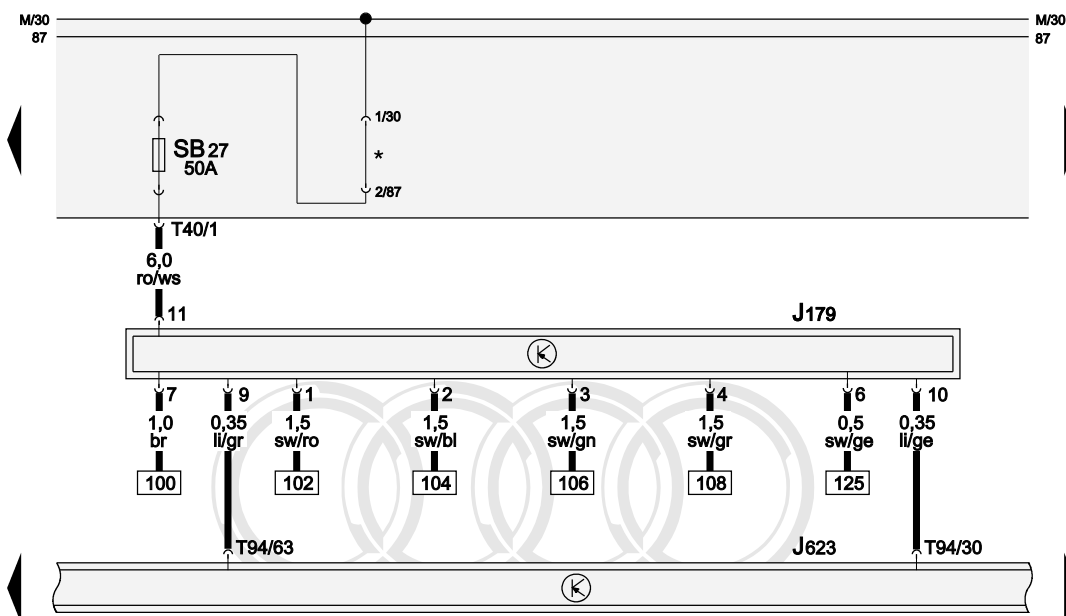 M/30 M/30
87 87
1/30
SB 27
50A
*
2/87
T40/1
6,0
ro/ws
11 J179
7 9 1 2 3 4 6 10
1,0 0,35 1,5 1,5 1,5 1,5 0,5 0,35
br li/gr sw/ro sw/bl sw/gn sw/gr sw/ge li/ge
100 102 104 106 108 125
T94/63 J623 T94/30